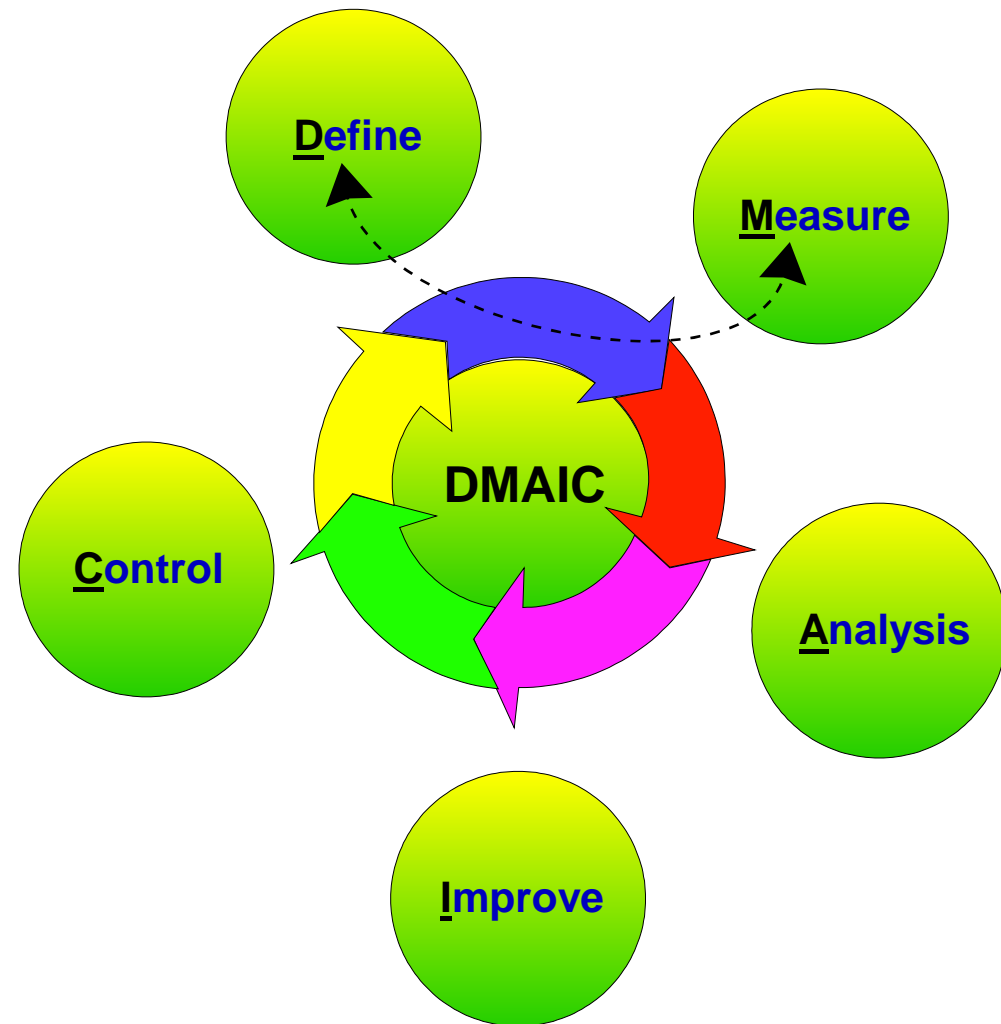 Define
Measure
DMAIC
Control
Analysis
Improve